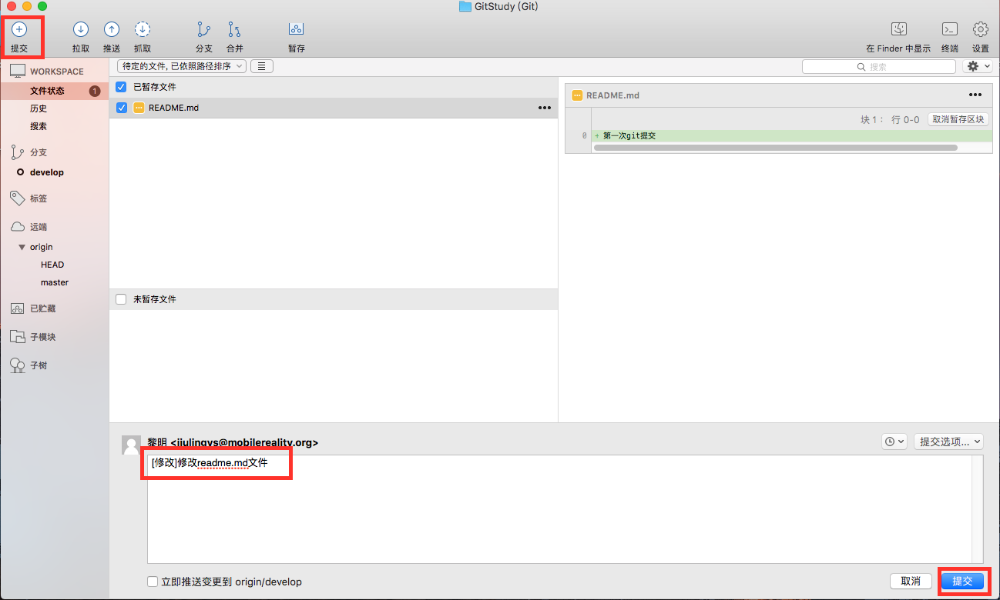 GitStudy (Git)
提交
拉取
推送
抓取
分支
合并
暂存
在 Finder 中显示
终端
设置
WORKSPACE
文件状态
1
历史
搜索
分支
develop
标签
远端
origin
HEAD
master
已贮藏
子模块
子树
待定的文件, 已依照路径排序
搜索
已暂存文件
README.md
未暂存文件
README.md
块 1： 行 0-0
取消暂存区块
0 + 第一次git提交
黎明 <jiulingys@mobilereality.org>
提交选项...
[修改]修改readme.md文件
立即推送变更到 origin/develop
取消
提交